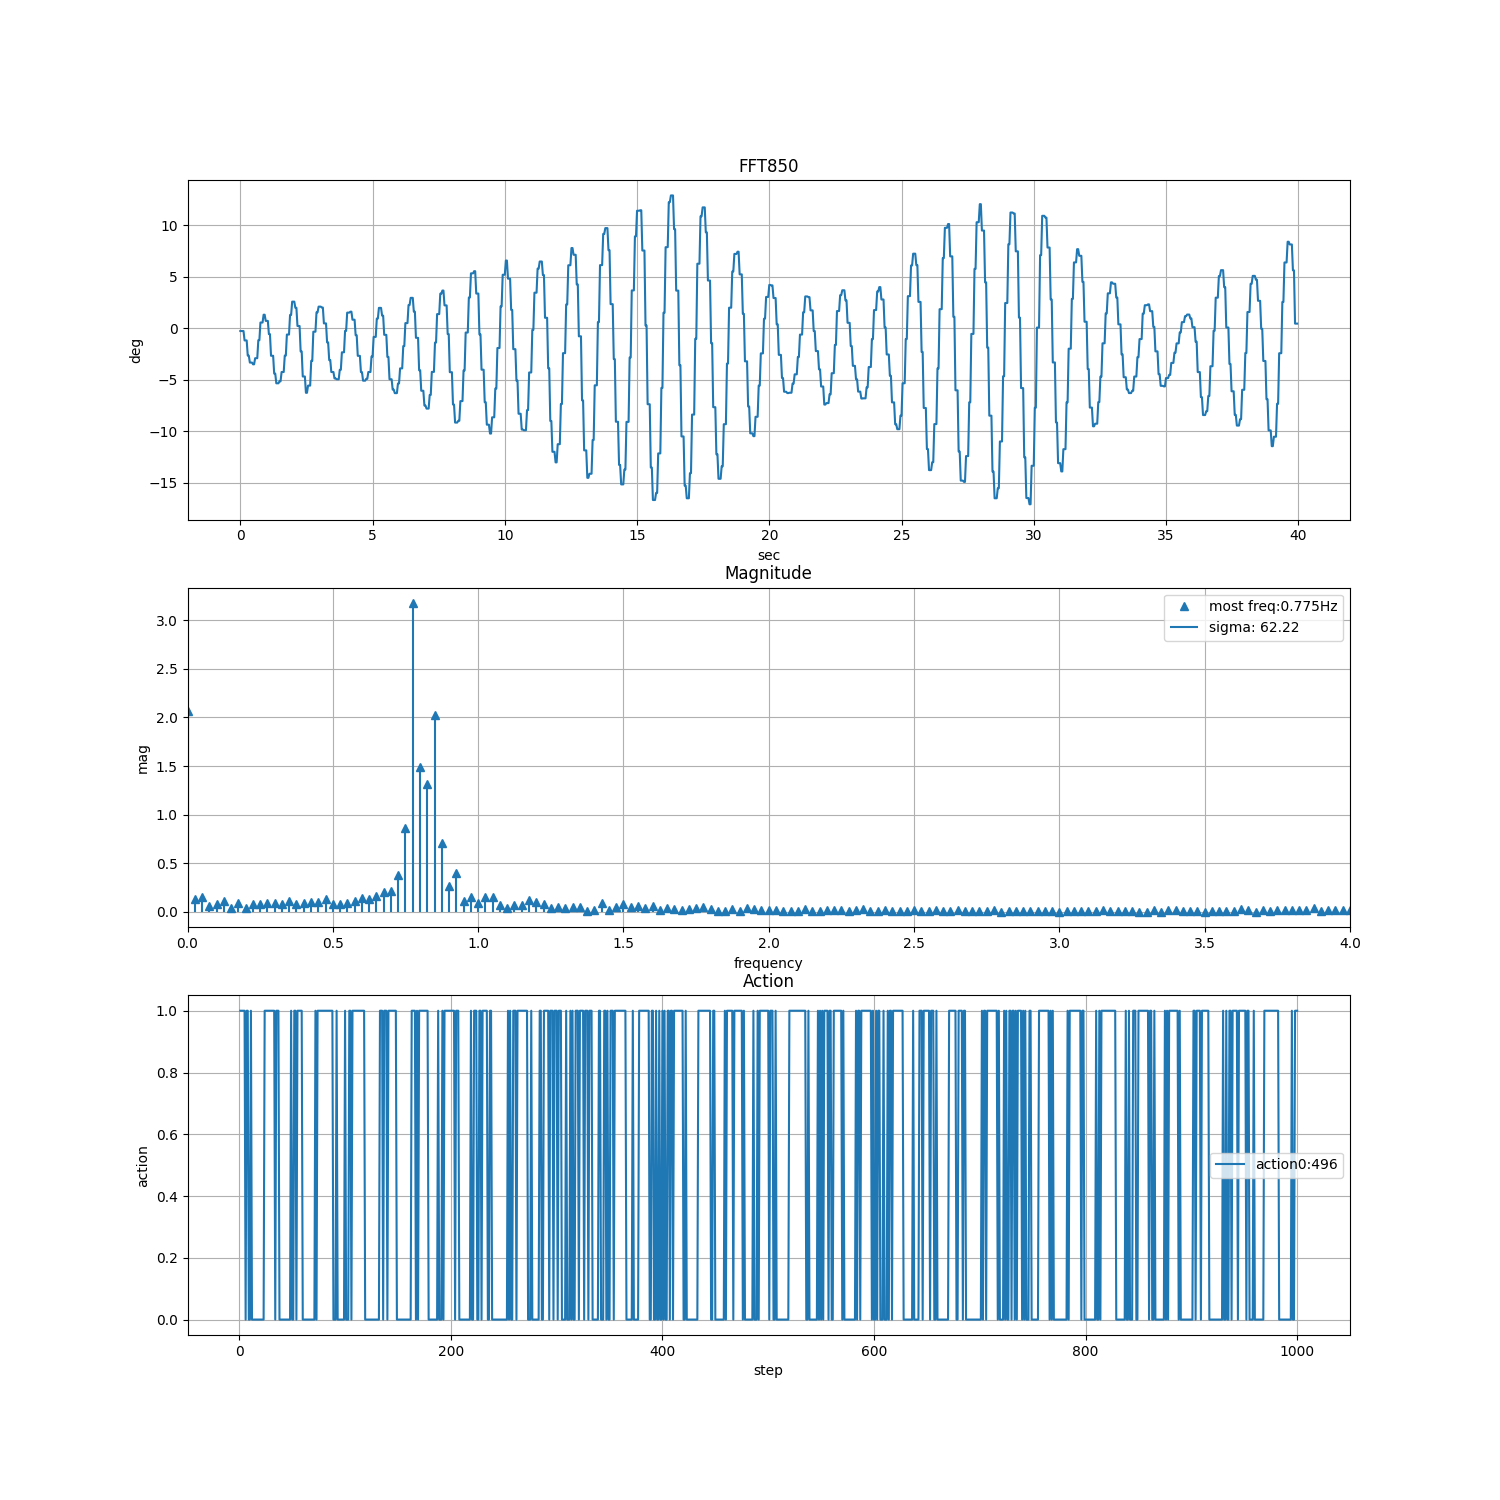 FFT850
deg
10
5
0
−5
−10
−15
0 5 10 15 20 25 30 35 40
sec
Magnitude
mag
3.0
2.5
2.0
1.5
1.0
0.5
0.0
most freq:0.775Hz
sigma: 62.22
0.0 0.5 1.0 1.5 2.0 2.5 3.0 3.5 4.0
frequency
Action
action
1.0
0.8
0.6
0.4
0.2
0.0
action0:496
0 200 400 600 800 1000
step